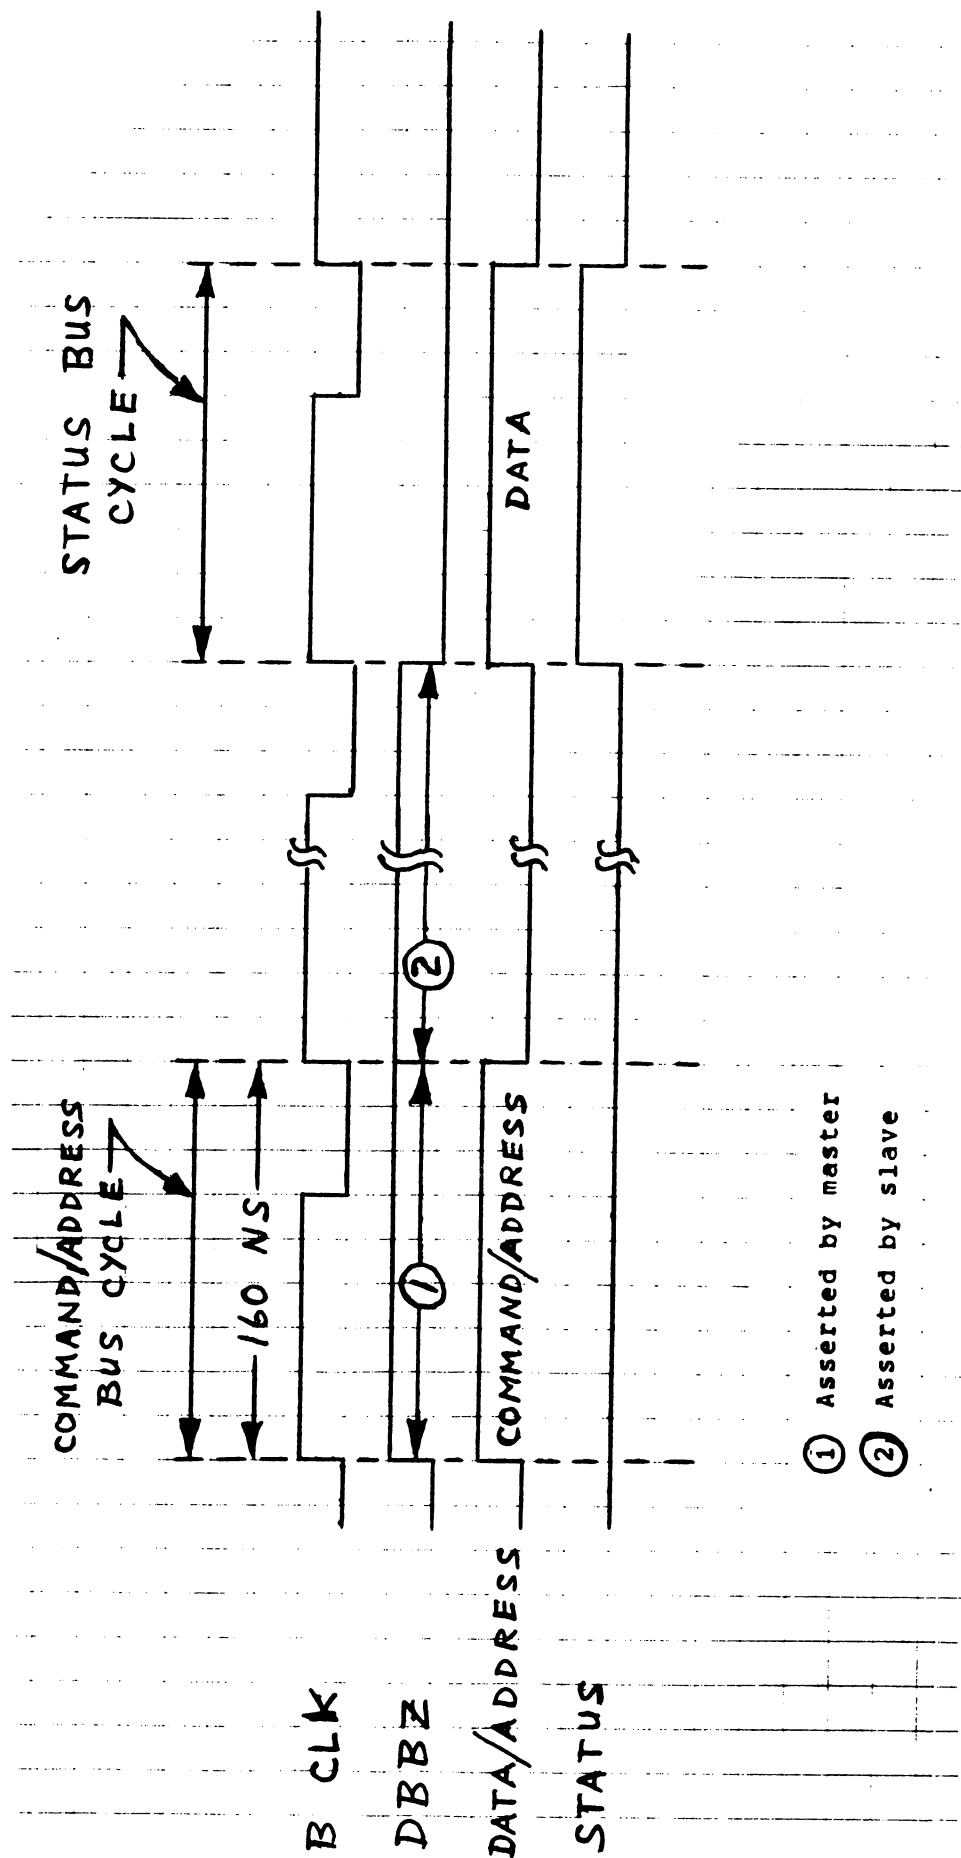 COMMAND/ADDRESS
BUS CYCLE
STATUS BUS
CYCLE
160 NS
B CLK
DBBZ
1
2
DATA/ADDRESS
COMMAND/ADDRESS
DATA
STATUS
1 Asserted by master
2 Asserted by slave